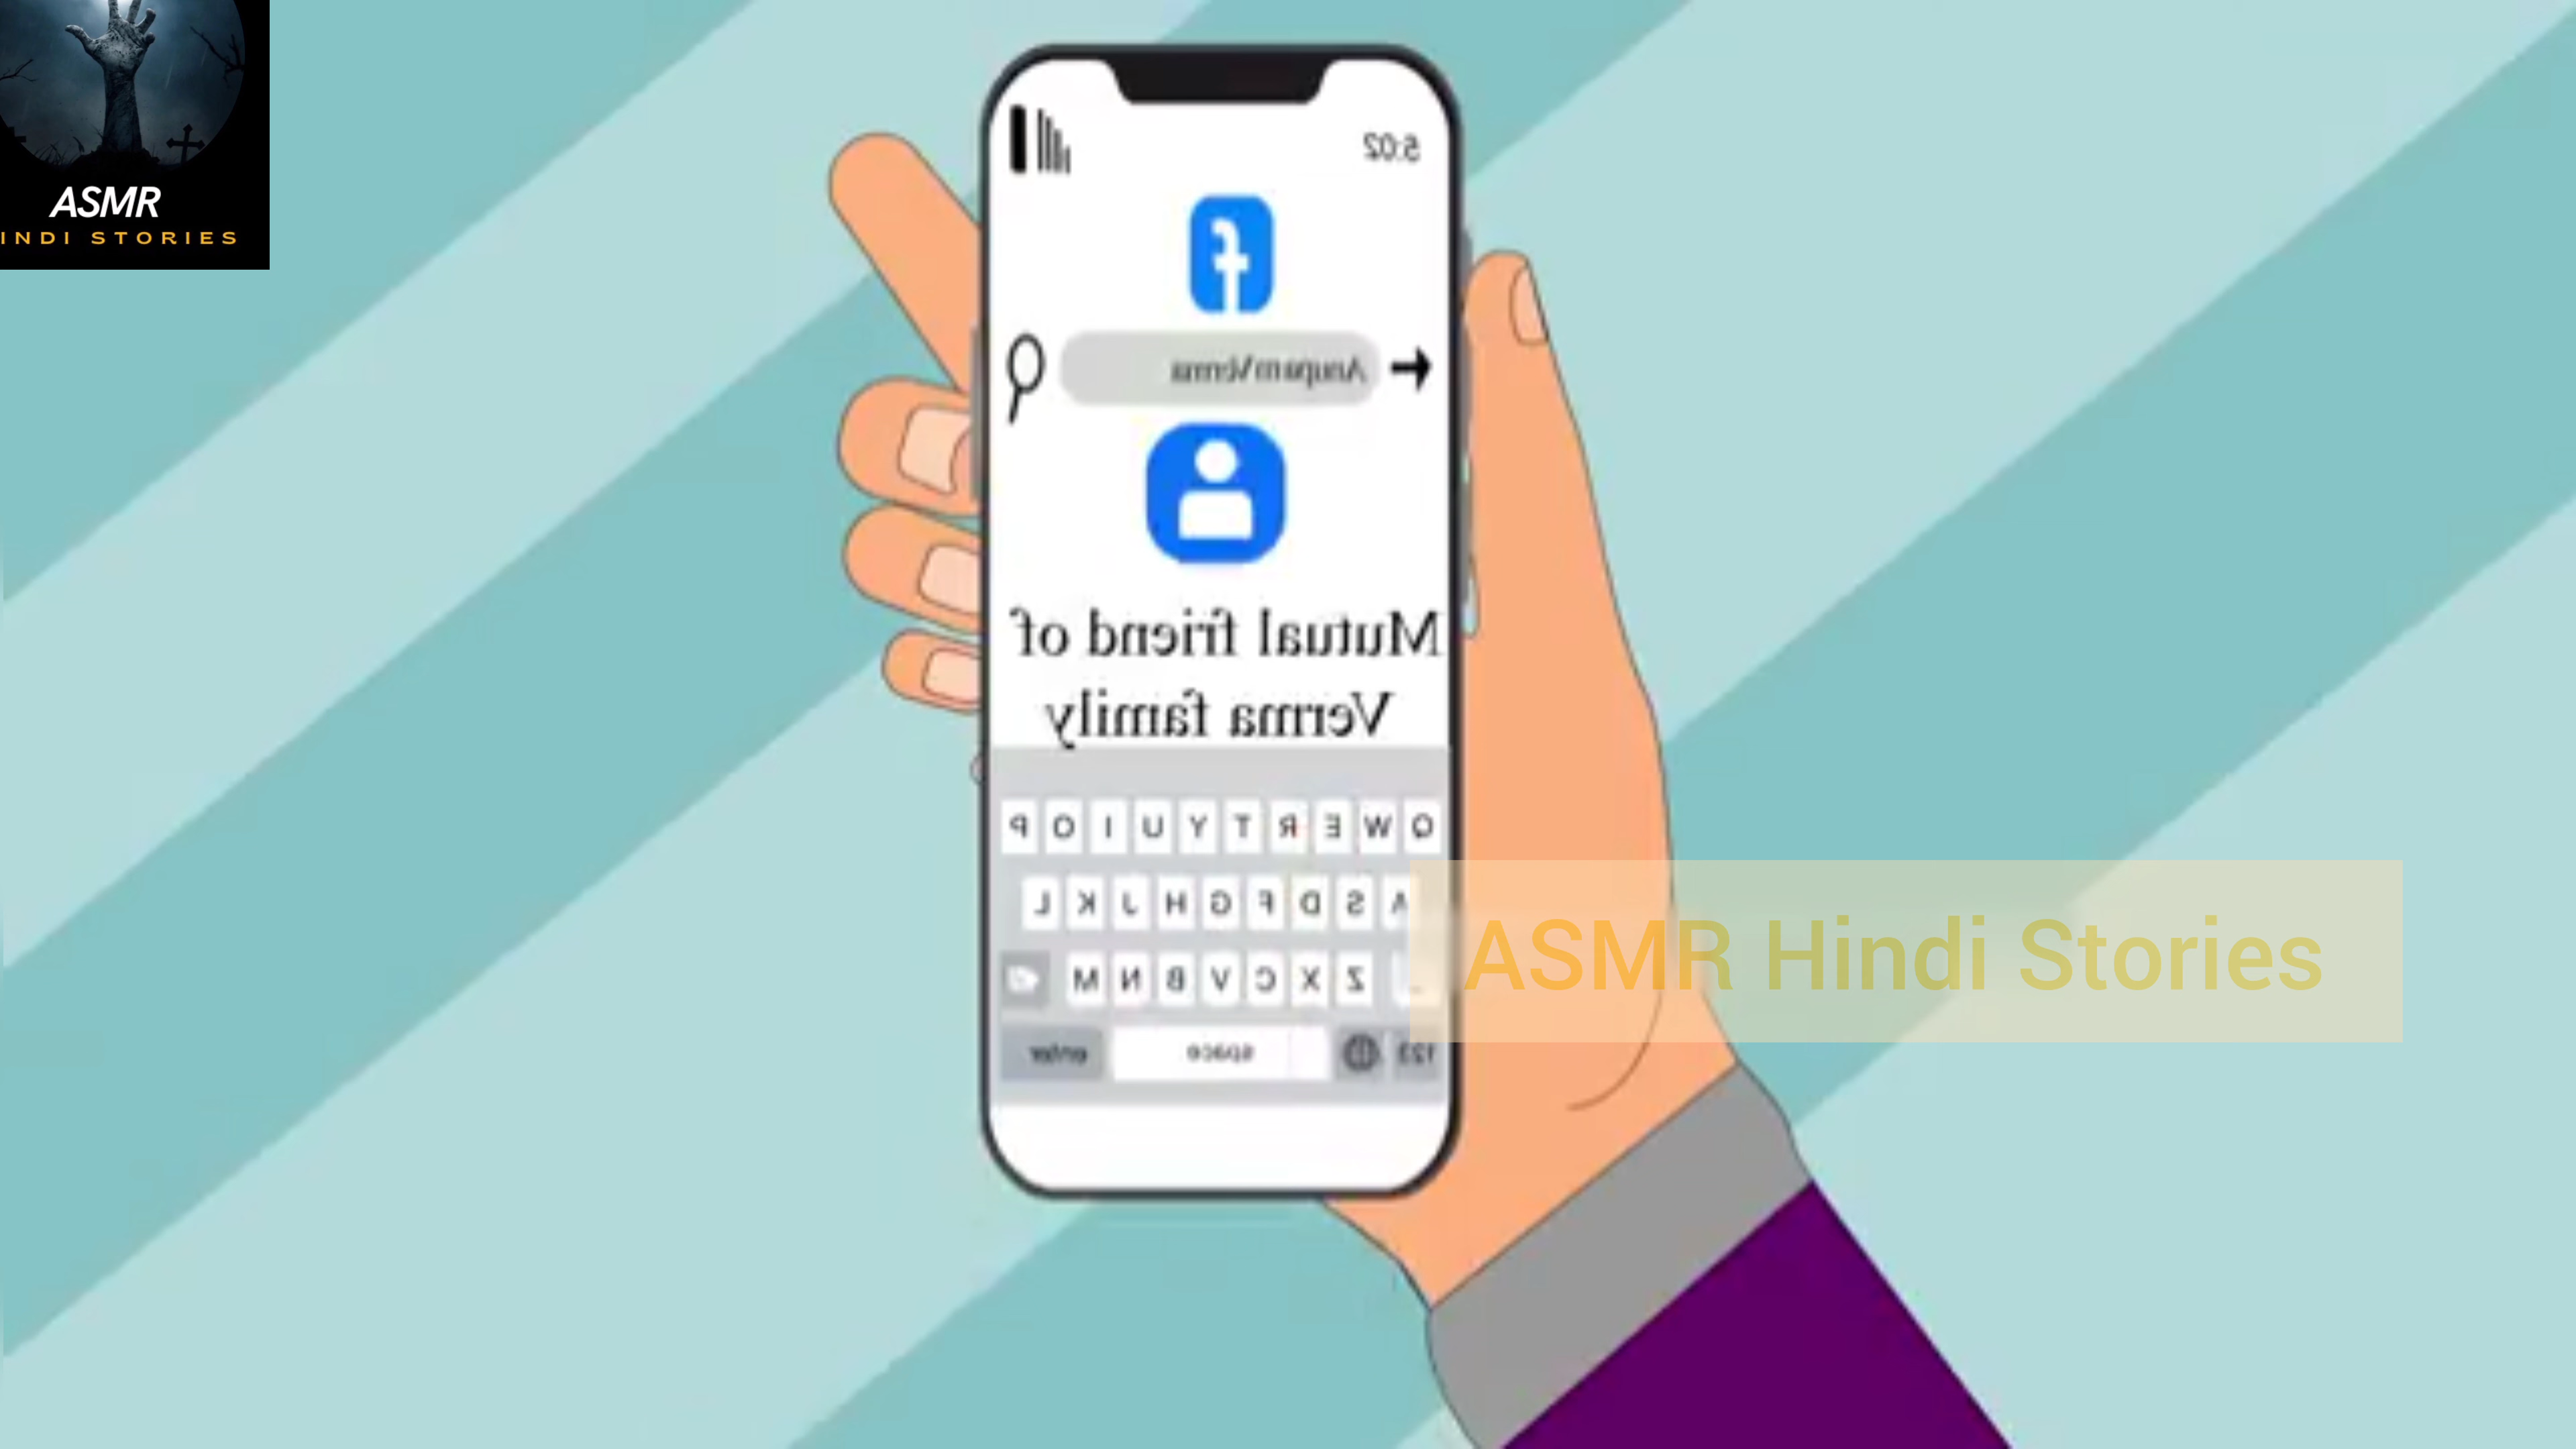 ASMR
INDI STORIES
5:02
f
AnupamVerma
Mutual friend of
Verma family
Q W E R T Y U I O P
A S D F G H J K L
Z X C V B N M
123 space enter
ASMR Hindi Stories